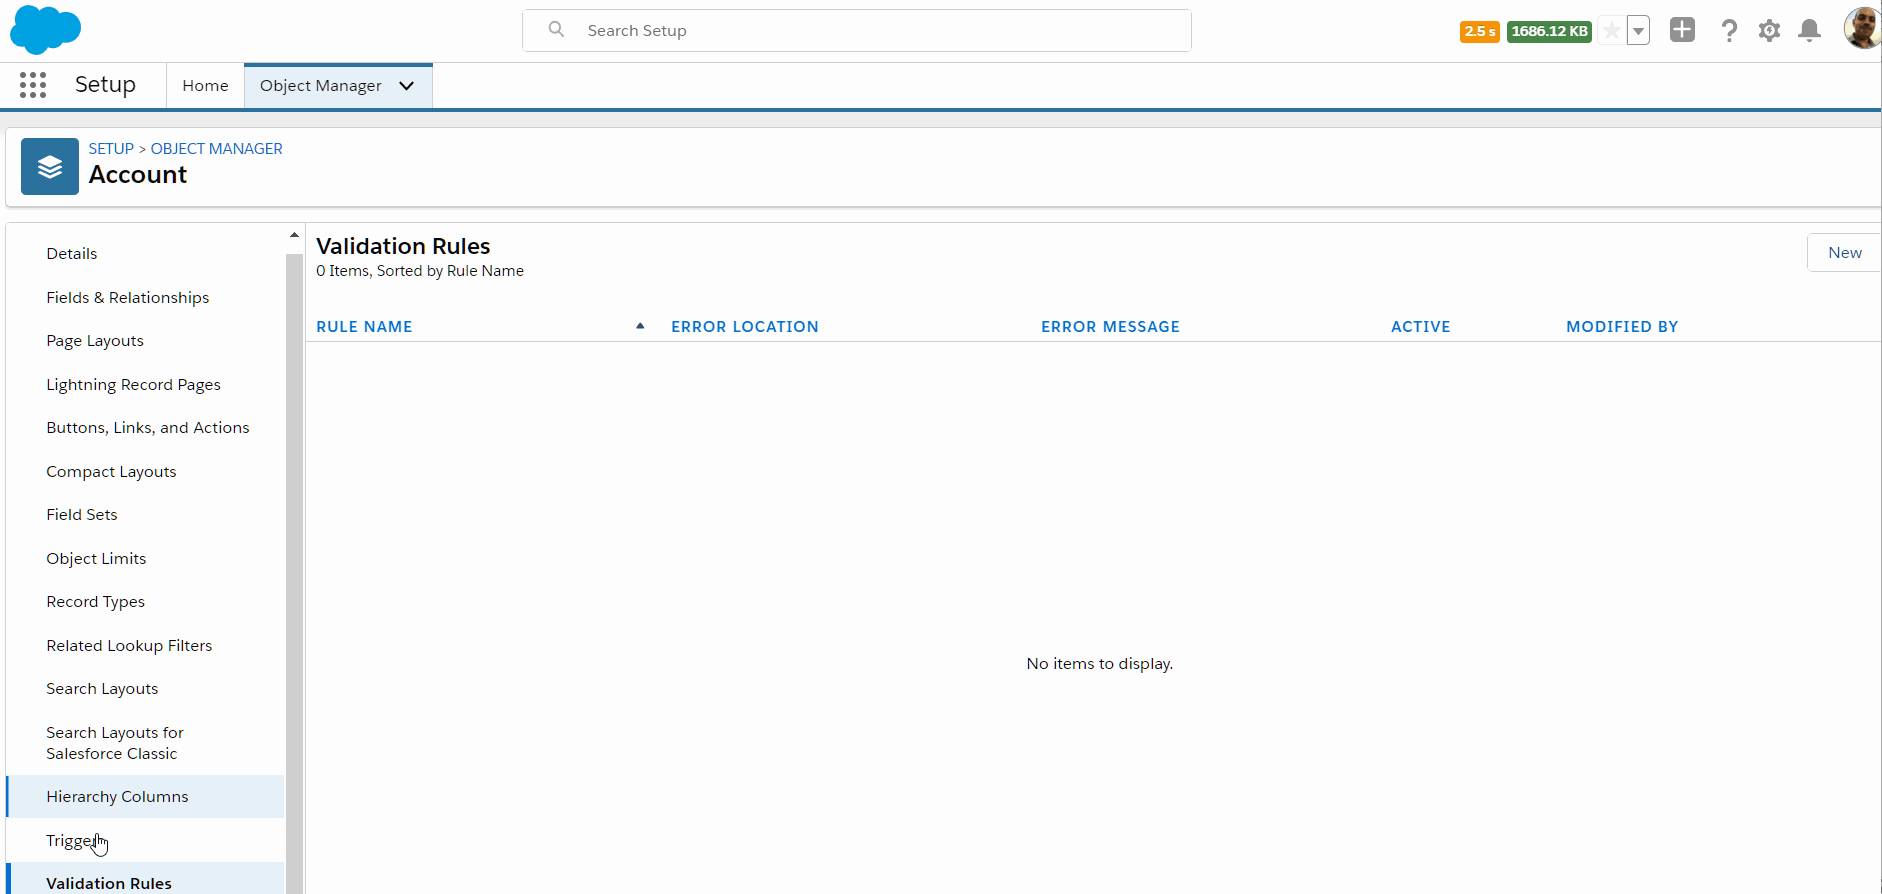 Search Setup
2.5 s
1686.12 KB
Setup
Home
Object Manager
SETUP > OBJECT MANAGER
Account
Details
Fields & Relationships
Page Layouts
Lightning Record Pages
Buttons, Links, and Actions
Compact Layouts
Field Sets
Object Limits
Record Types
Related Lookup Filters
Search Layouts
Search Layouts for
Salesforce Classic
Hierarchy Columns
Validation Rules
Validation Rules
0 Items, Sorted by Rule Name
New
RULE NAME
ERROR LOCATION
ERROR MESSAGE
ACTIVE
MODIFIED BY
No items to display.